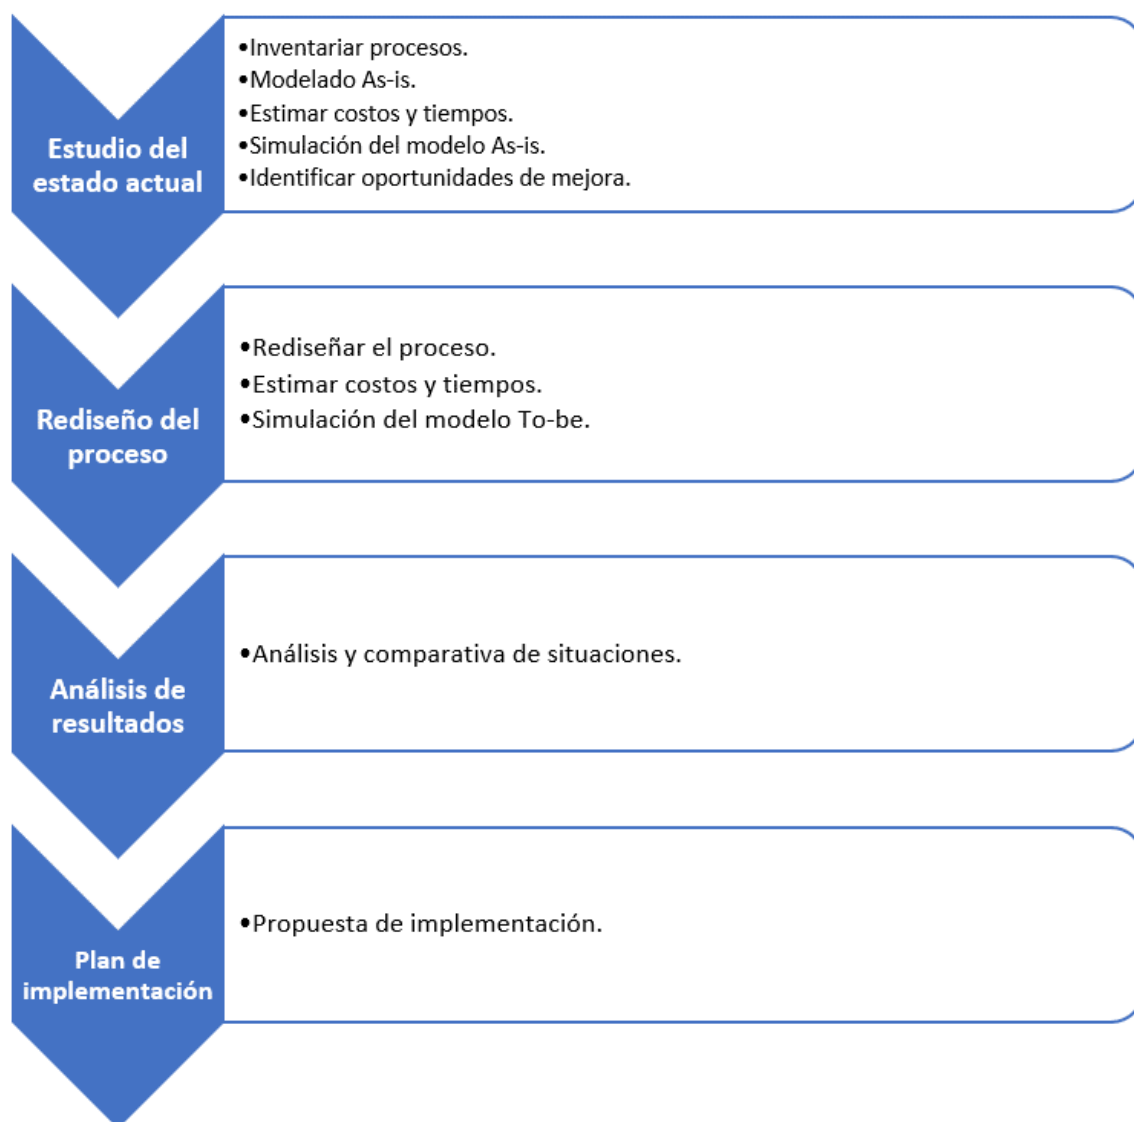 Estudio del
estado actual
•Inventariar procesos.
•Modelado As-is.
•Estimar costos y tiempos.
•Simulación del modelo As-is.
•Identificar oportunidades de mejora.
Rediseño del
proceso
•Rediseñar el proceso.
•Estimar costos y tiempos.
•Simulación del modelo To-be.
Análisis de
resultados
•Análisis y comparativa de situaciones.
Plan de
implementación
•Propuesta de implementación.